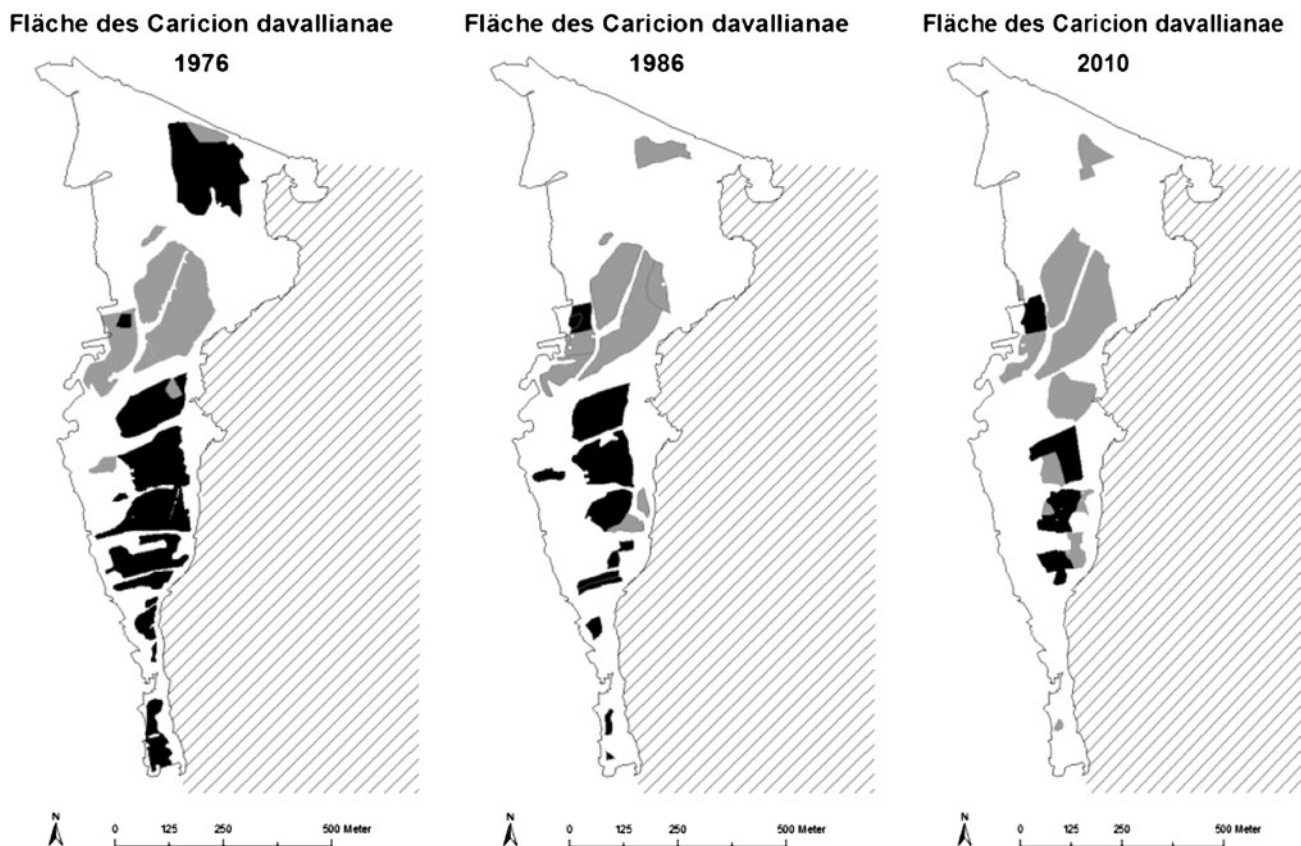 Fläche des Caricion davallianae
1976
N
0 125 250 500 Meter
Fläche des Caricion davallianae
1986
N
0 125 250 500 Meter
Fläche des Caricion davallianae
2010
N
0 125 250 500 Meter